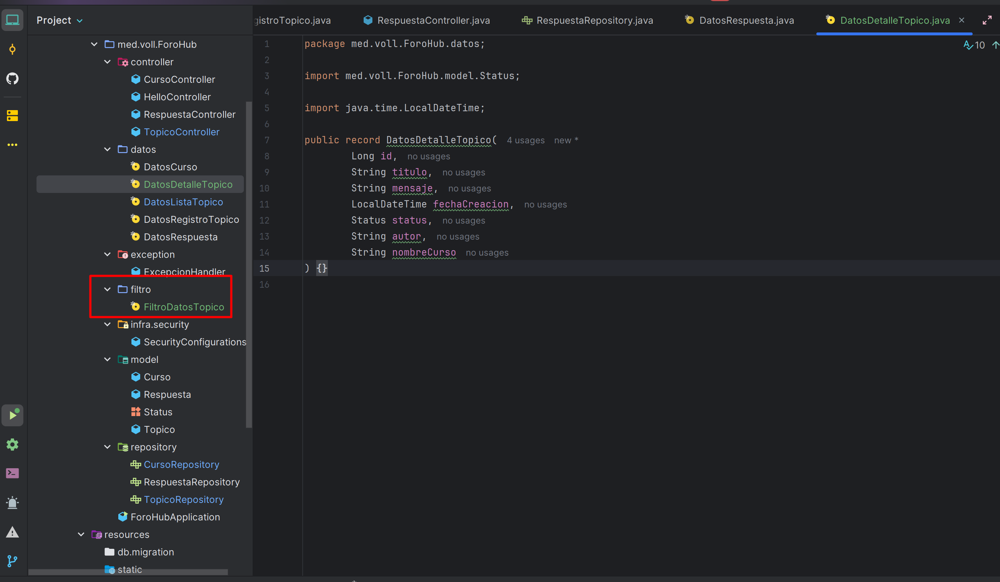 Project
gistroTopico.java RespuestaController.java RespuestaRepository.java DatosRespuesta.java DatosDetalleTopico.java
med.voll.ForoHub
controller
CursoController
HelloController
RespuestaController
TopicoController
datos
DatosCurso
DatosDetalleTopico
DatosListaTopico
DatosRegistroTopico
DatosRespuesta
exception
ExcepcionHandler
filtro
FiltroDatosTopico
infra.security
SecurityConfigurations
model
Curso
Respuesta
Status
Topico
repository
CursoRepository
RespuestaRepository
TopicoRepository
ForoHubApplication
resources
db.migration
static
10
1 package med.voll.ForoHub.datos;
2
3 import med.voll.ForoHub.model.Status;
4
5 import java.time.LocalDateTime;
6
7 public record DatosDetalleTopico( 4 usages new *
8 Long id, no usages
9 String titulo, no usages
10 String mensaje, no usages
11 LocalDateTime fechaCreacion, no usages
12 Status status, no usages
13 String autor, no usages
14 String nombreCurso no usages
15 ) {}
16